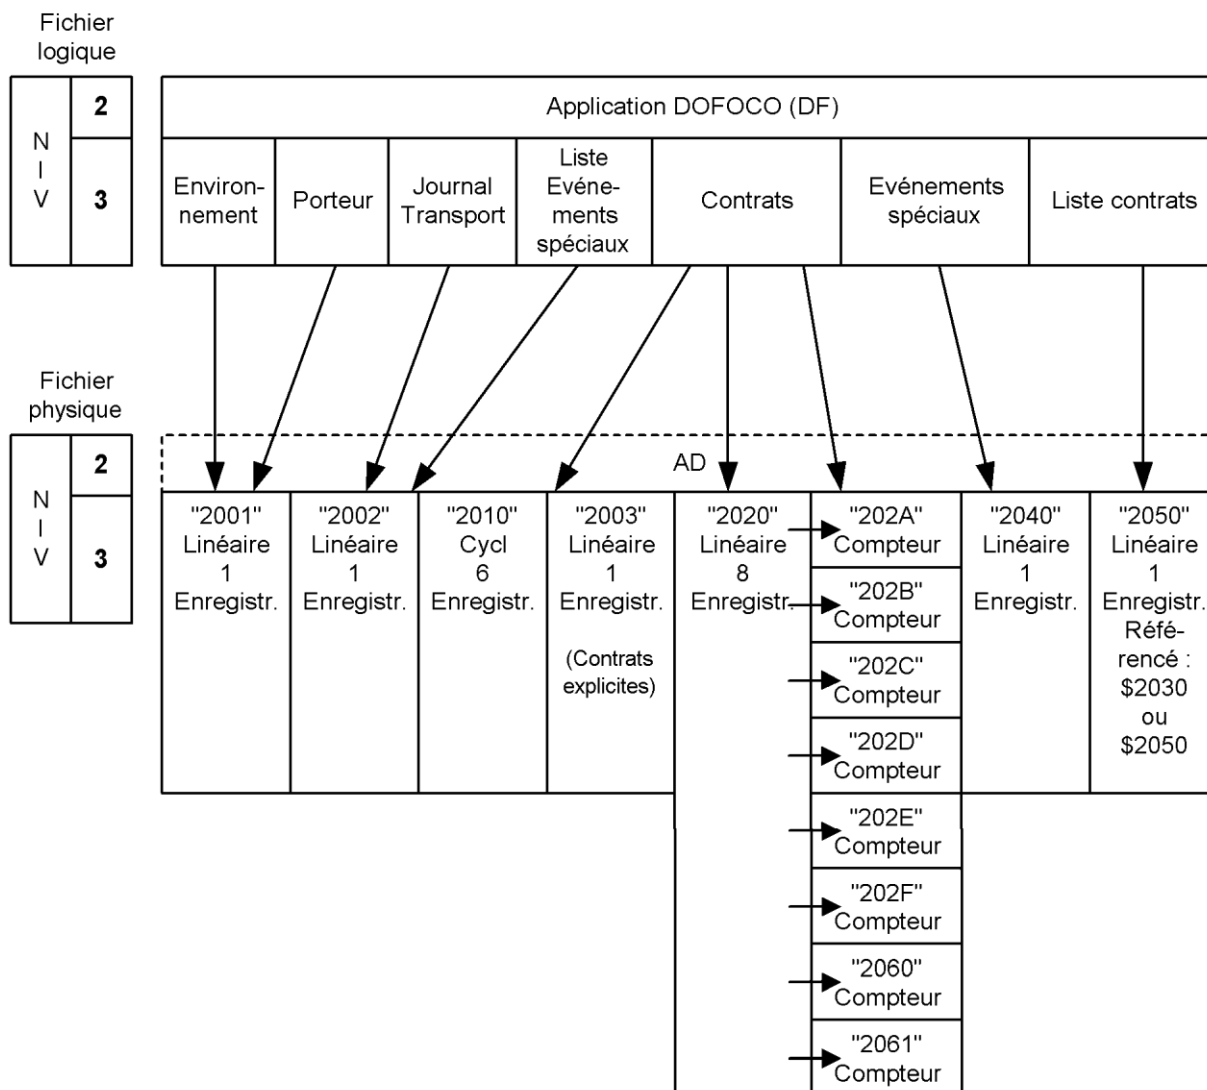 Fichier
logique
N
I
V
2
3
Application DOFOCO (DF)
Environ-
nement
Porteur
Journal
Transport
Liste
Evéne-
ments
spéciaux
Contrats
Evénements
spéciaux
Liste contrats
Fichier
physique
N
I
V
2
3
AD
"2001"
Linéaire
1
Enregistr.
"2002"
Linéaire
1
Enregistr.
"2010"
Cycl
6
Enregistr.
"2003"
Linéaire
1
Enregistr.
(Contrats
explicites)
"2020"
Linéaire
8
Enregistr.
"202A"
Compteur
"202B"
Compteur
"202C"
Compteur
"202D"
Compteur
"202E"
Compteur
"202F"
Compteur
"2060"
Compteur
"2061"
Compteur
"2040"
Linéaire
1
Enregistr.
"2050"
Linéaire
1
Enregistr.
Réfé-
rencé :
$2030
ou
$2050